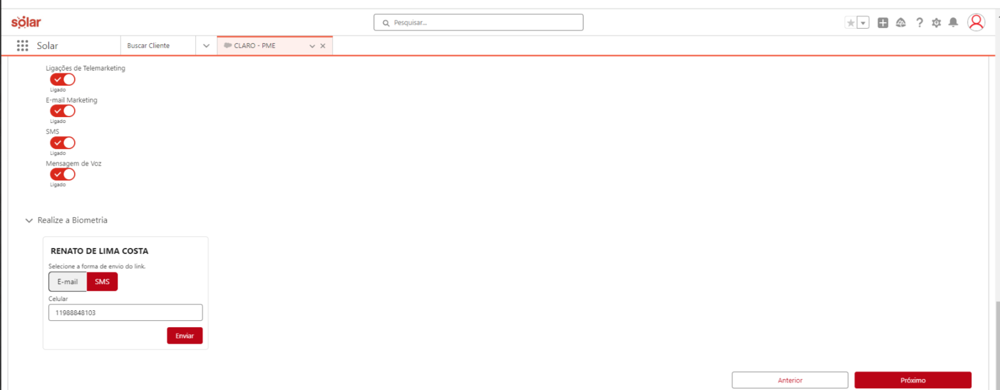 solar
Pesquisar...
Solar
Buscar Cliente
CLARO - PME
Ligações de Telemarketing
Ligado
E-mail Marketing
Ligado
SMS
Ligado
Mensagem de Voz
Ligado
Realize a Biometria
RENATO DE LIMA COSTA
Selecione a forma de envio do link.
E-mail SMS
Celular
11988848103
Enviar
Anterior Próximo